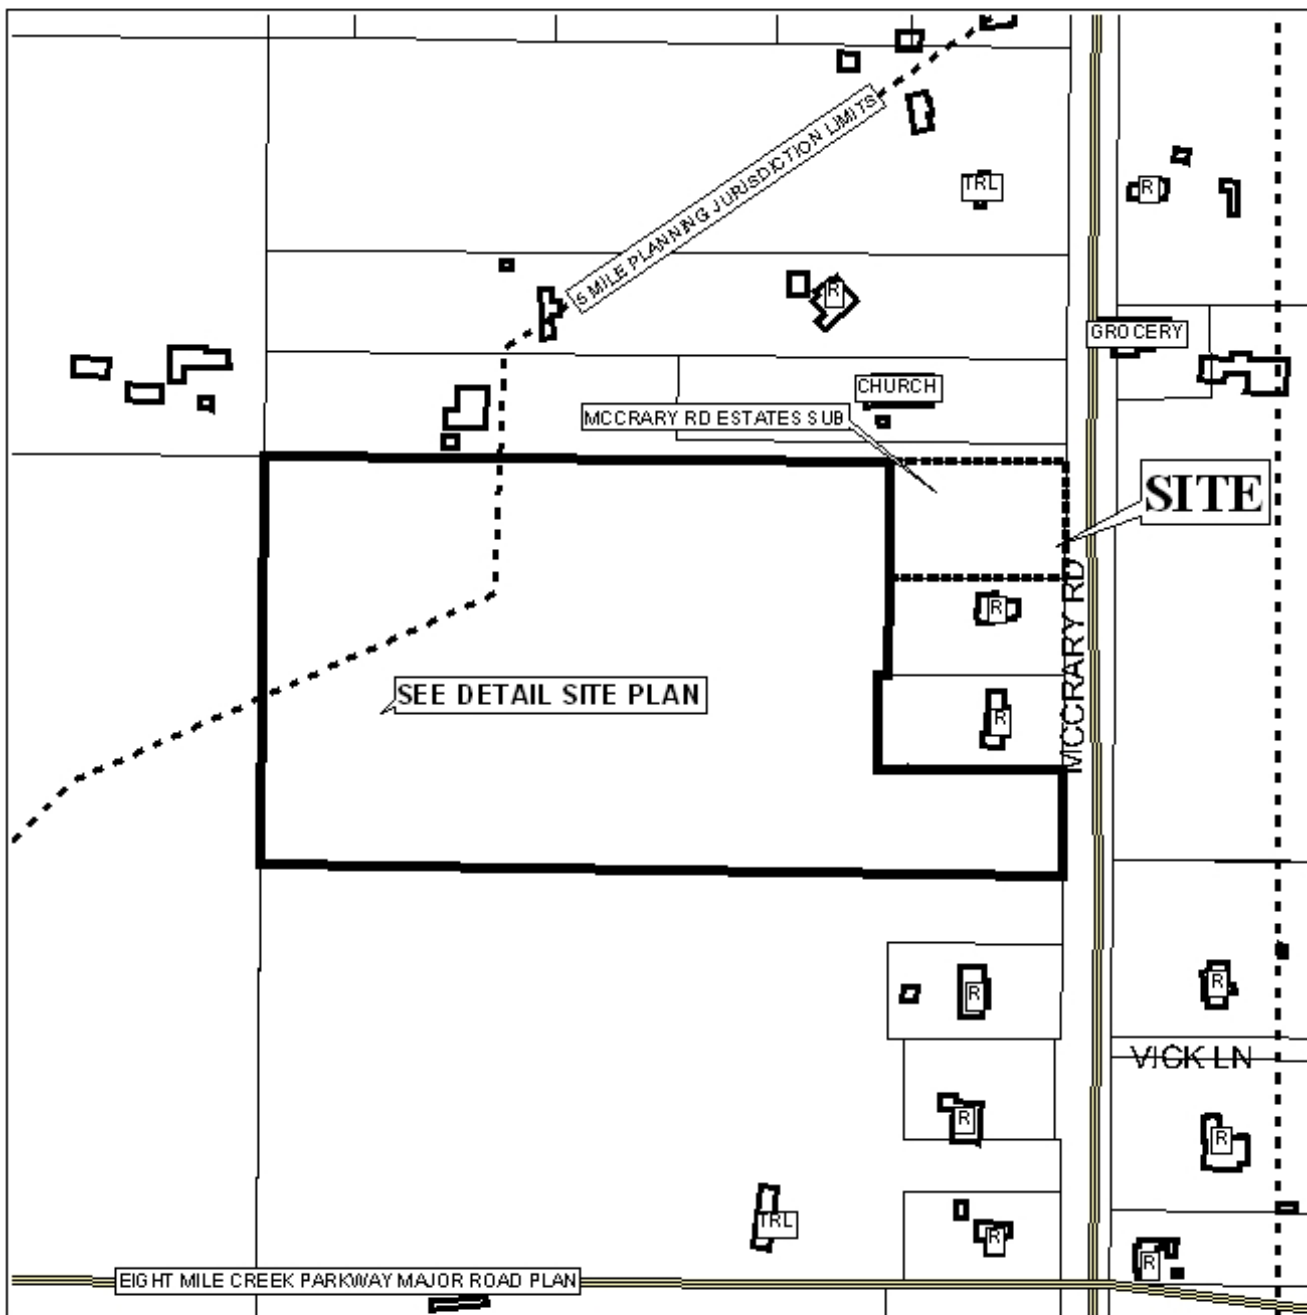 5 MILE PLANNING JURISDICTION LIMITS
TRL
R
R
GROCERY
CHURCH
MCCRARY RD ESTATES SUB
SITE
R
MCCRARY RD
SEE DETAIL SITE PLAN
R
R
R
VICK LN
R
R
TRL
R
R
EIGHT MILE CREEK PARKWAY MAJOR ROAD PLAN